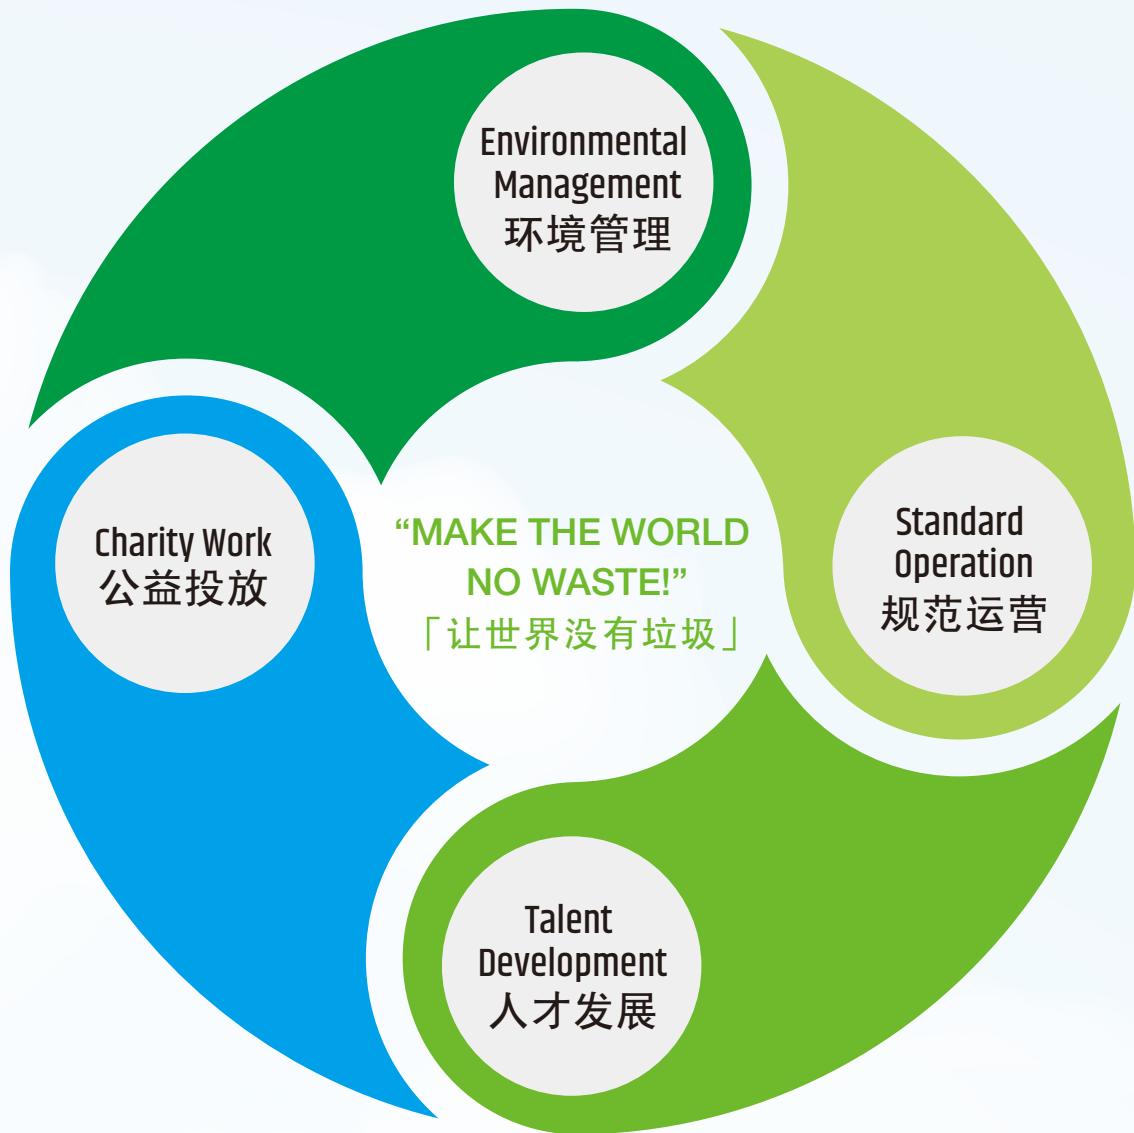 Environmental
Management
环境管理
Charity Work
公益投放
“MAKE THE WORLD
NO WASTE!”
「让世界没有垃圾」
Standard
Operation
规范运营
Talent
Development
人才发展